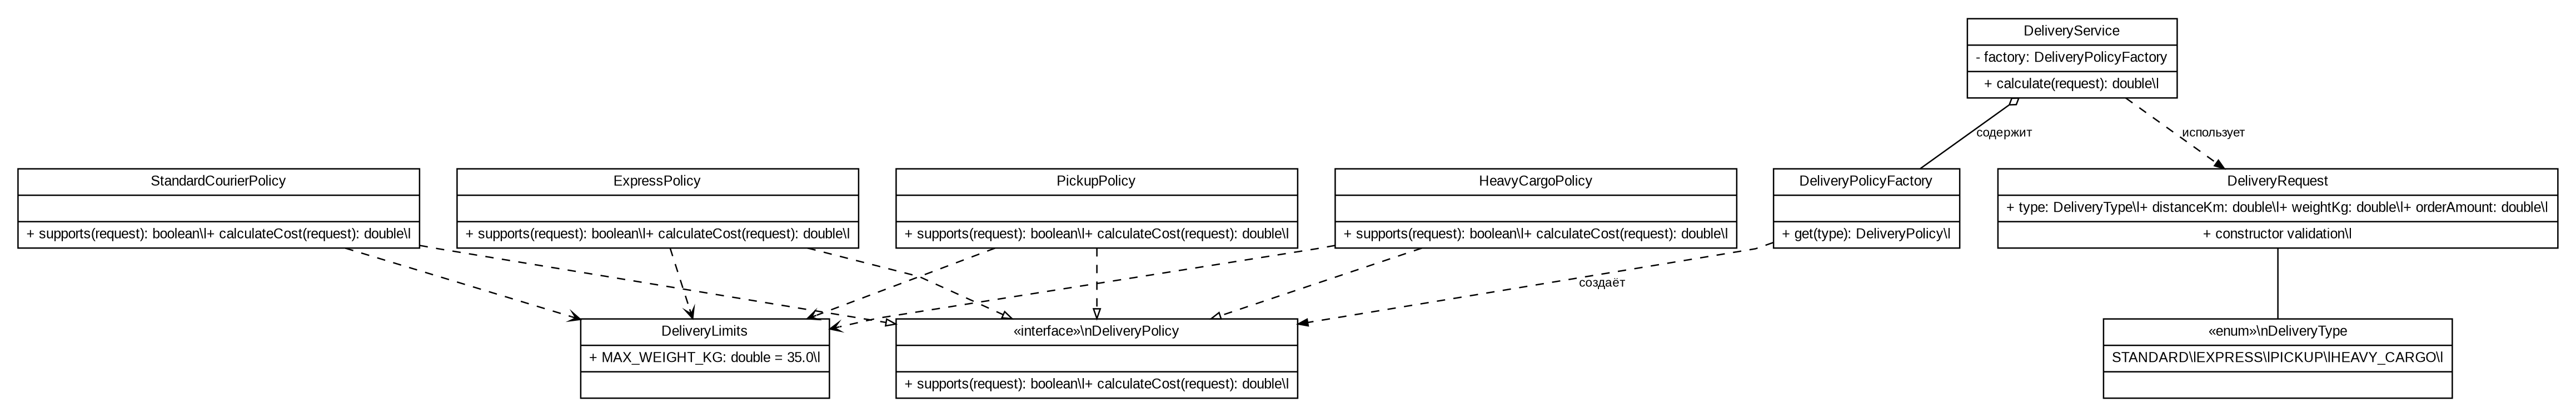 DeliveryService
- factory: DeliveryPolicyFactory
+ calculate(request): double\l
содержит
использует
StandardCourierPolicy
+ supports(request): boolean\l+ calculateCost(request): double\l
ExpressPolicy
+ supports(request): boolean\l+ calculateCost(request): double\l
PickupPolicy
+ supports(request): boolean\l+ calculateCost(request): double\l
HeavyCargoPolicy
+ supports(request): boolean\l+ calculateCost(request): double\l
DeliveryPolicyFactory
+ get(type): DeliveryPolicy\l
DeliveryRequest
+ type: DeliveryType\l+ distanceKm: double\l+ weightKg: double\l+ orderAmount: double\l
+ constructor validation\l
создаёт
DeliveryLimits
+ MAX_WEIGHT_KG: double = 35.0\l
«interface»\nDeliveryPolicy
+ supports(request): boolean\l+ calculateCost(request): double\l
«enum»\nDeliveryType
STANDARD\lEXPRESS\lPICKUP\lHEAVY_CARGO\l